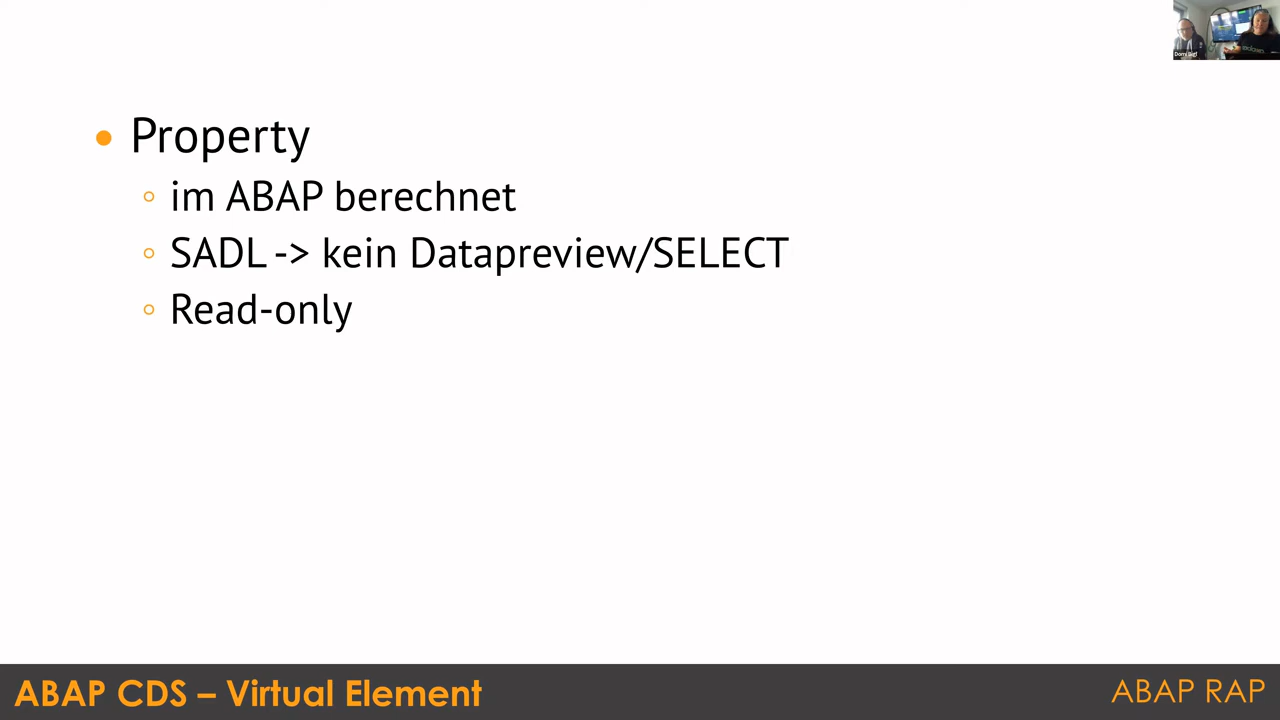 Property
im ABAP berechnet
SADL -> kein Datapreview/SELECT
Read-only
ABAP CDS – Virtual Element
ABAP RAP